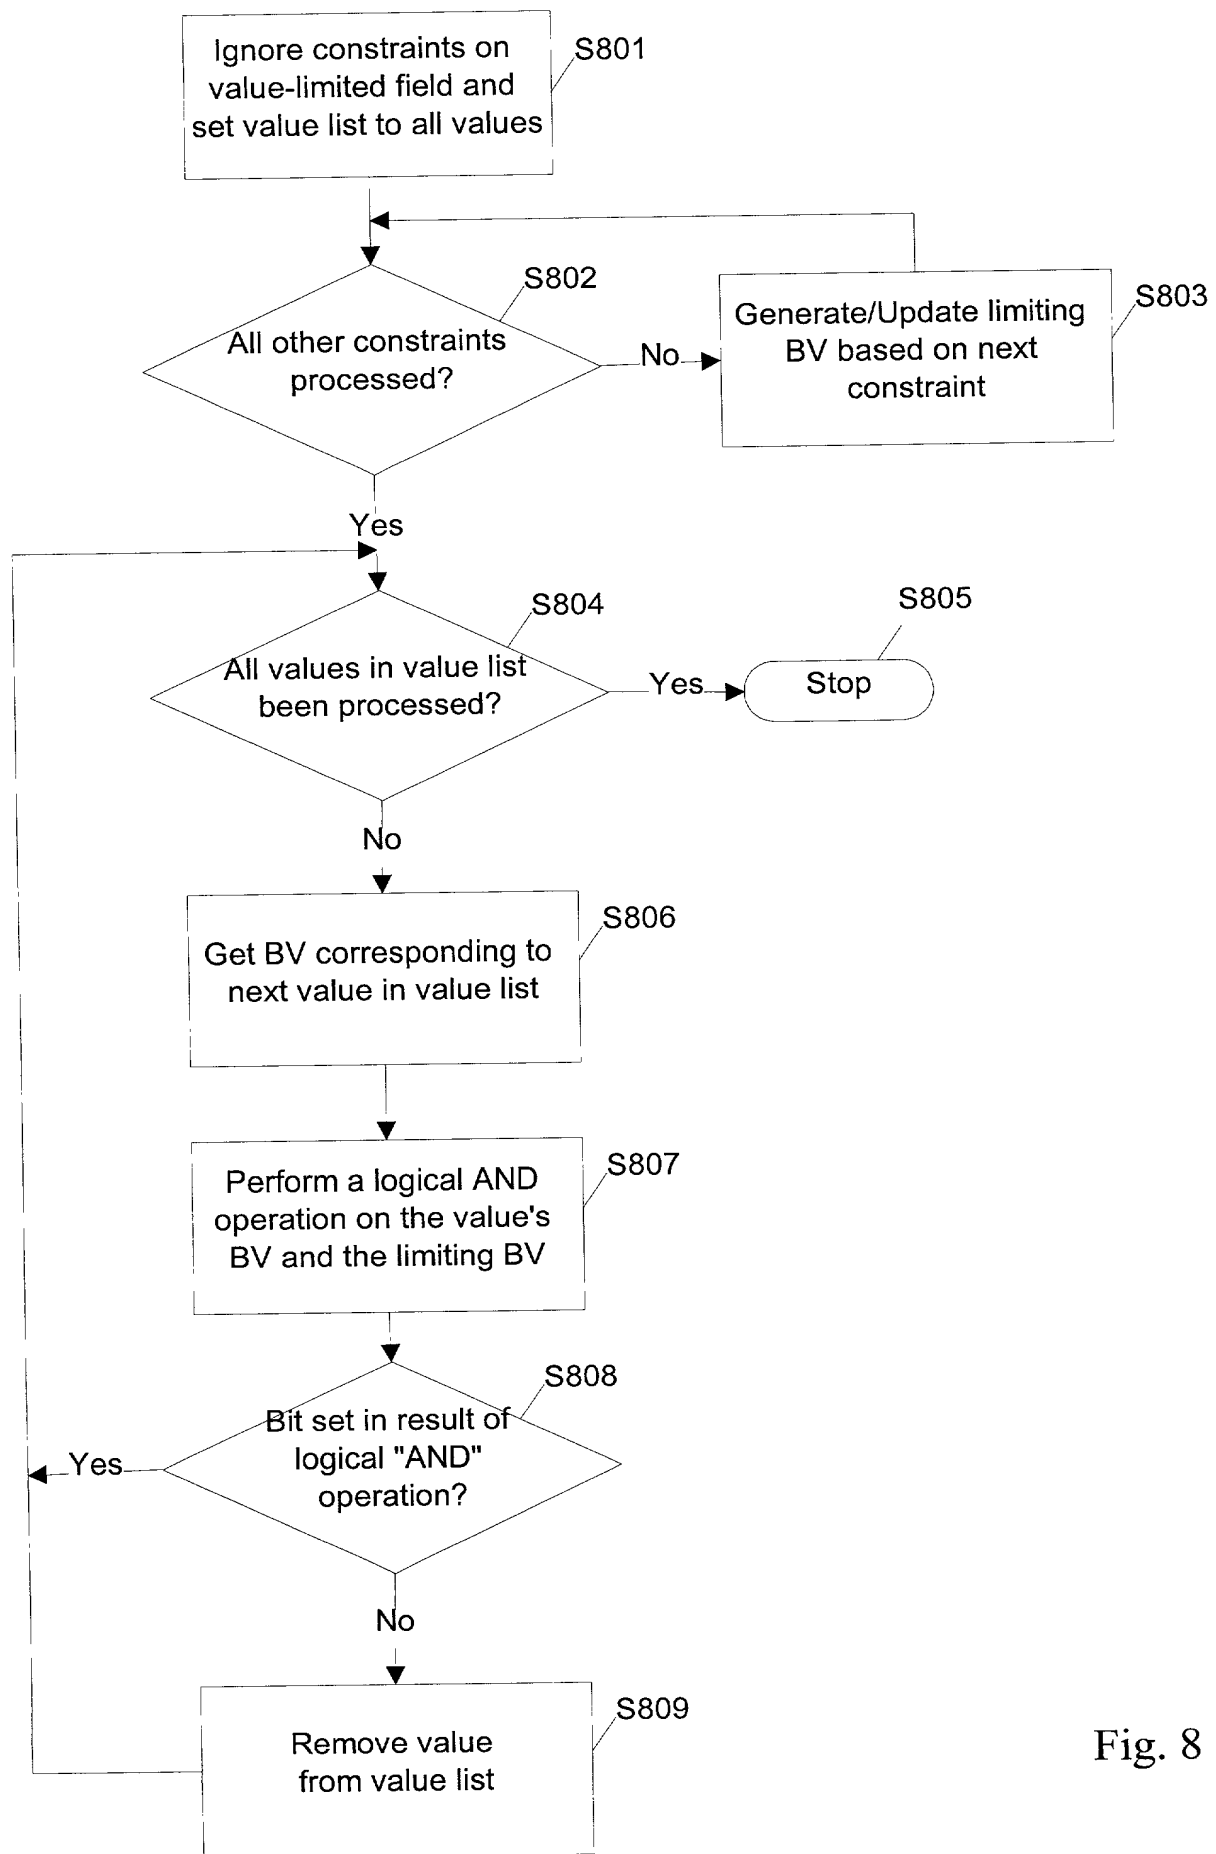 Ignore constraints on
value-limited field and
set value list to all values
S801
S802
All other constraints
processed?
No
Generate/Update limiting
BV based on next
constraint
S803
Yes
S804
All values in value list
been processed?
Yes
S805
Stop
No
Get BV corresponding to
next value in value list
S806
Perform a logical AND
operation on the value's
BV and the limiting BV
S807
S808
Bit set in result of
logical "AND"
operation?
Yes
No
Remove value
from value list
S809
Fig. 8